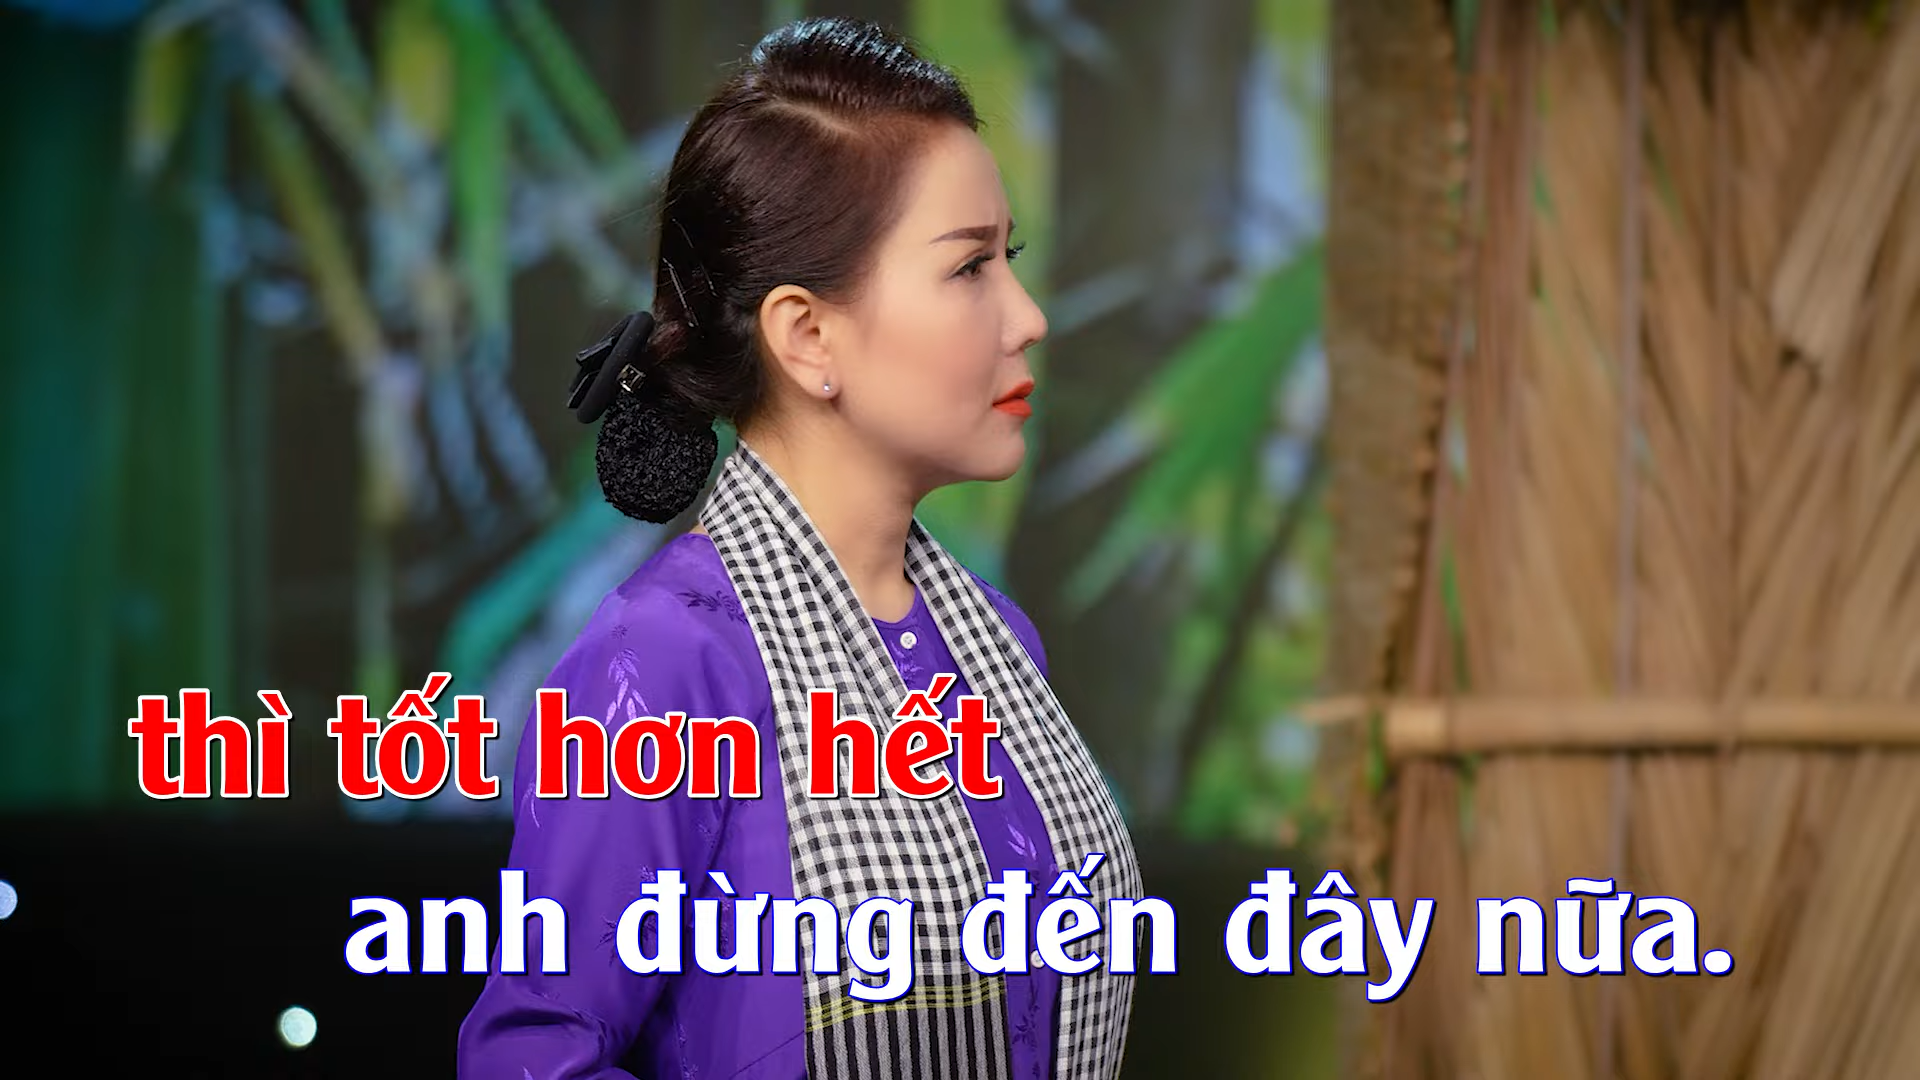 thì tốt hơn hết
anh đừng đến đây nữa.